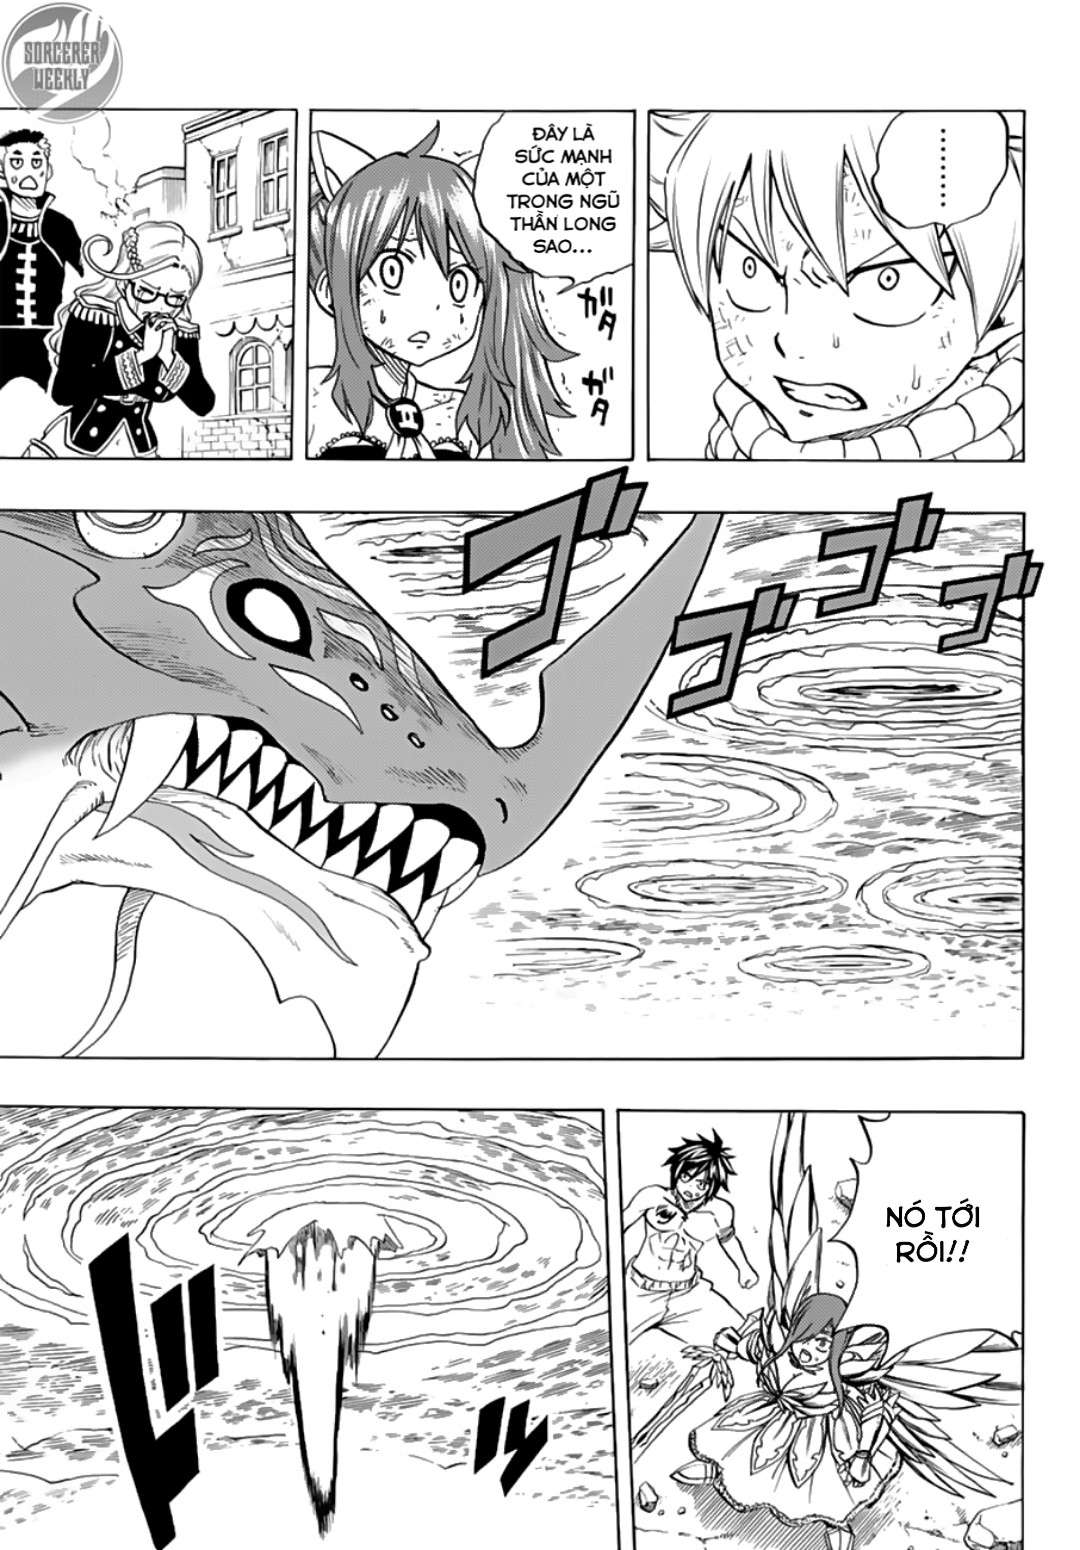 SORCERER
WEEKLY
………
ĐÂY LÀ
SỨC MẠNH
CỦA MỘT
TRONG NGŨ
THẦN LONG
SAO...
ガタ
ガタ
ゴ
ゴ
ゴ
ゴ
NÓ TỚI
RỒI!!
ドッ